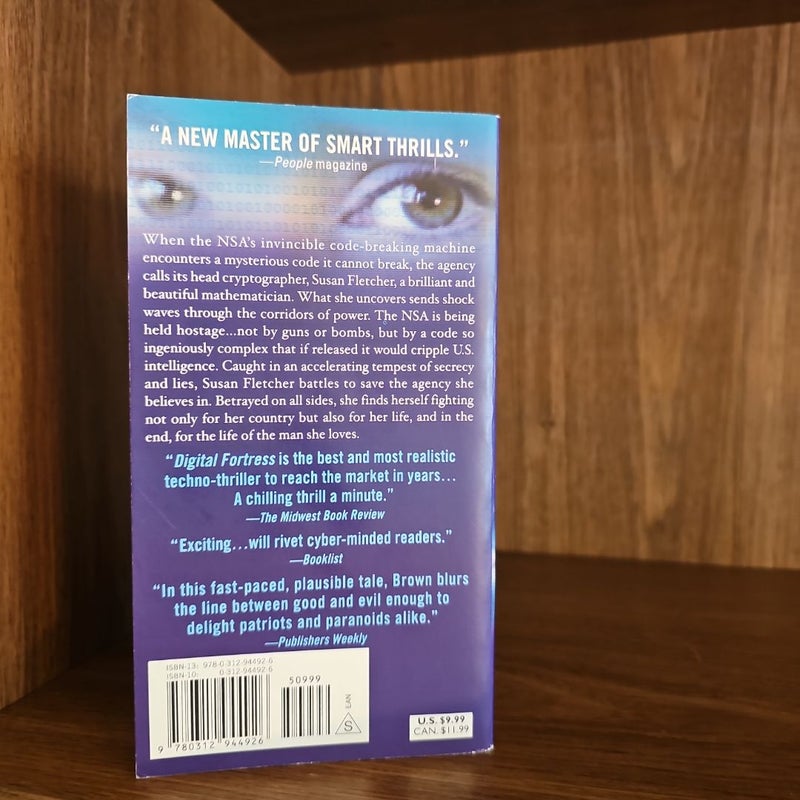 “A NEW MASTER OF SMART THRILLS.”
—People magazine
When the NSA’s invincible code-breaking machine
encounters a mysterious code it cannot break, the agency
calls its head cryptographer, Susan Fletcher, a brilliant and
beautiful mathematician. What she uncovers sends shock
waves through the corridors of power. The NSA is being
held hostage...not by guns or bombs, but by a code so
ingeniously complex that if released it would cripple U.S.
intelligence. Caught in an accelerating tempest of secrecy
and lies, Susan Fletcher battles to save the agency she
believes in. Betrayed on all sides, she finds herself fighting
not only for her country but also for her life, and in the
end, for the life of the man she loves.
“Digital Fortress is the best and most realistic
techno-thriller to reach the market in years...
A chilling thrill a minute.”
—The Midwest Book Review
“Exciting...will rivet cyber-minded readers.”
—Booklist
“In this fast-paced, plausible tale, Brown blurs
the line between good and evil enough to
delight patriots and paranoids alike.”
—Publishers Weekly
ISBN-13: 978-0-312-94492-6
ISBN-10: 0-312-94492-6
50999
EAN
S
9 780312 944926
U.S. $9.99
CAN. $11.99